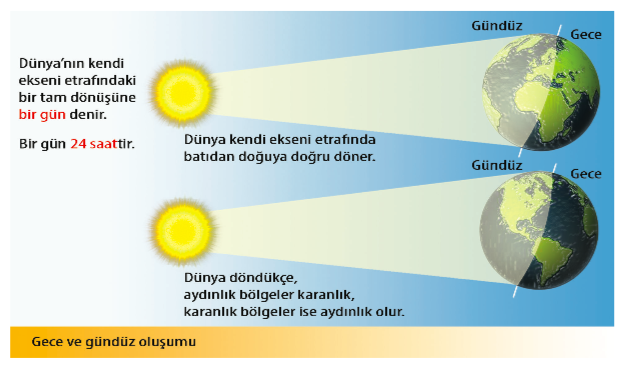 Dünya’nın kendi
ekseni etrafındaki
bir tam dönüşüne
bir gün denir.
Bir gün 24 saattir.
Gündüz
Gece
Dünya kendi ekseni etrafında
batıdan doğuya doğru döner.
Gündüz
Gece
Dünya döndükçe,
aydınlık bölgeler karanlık,
karanlık bölgeler ise aydınlık olur.
Gece ve gündüz oluşumu